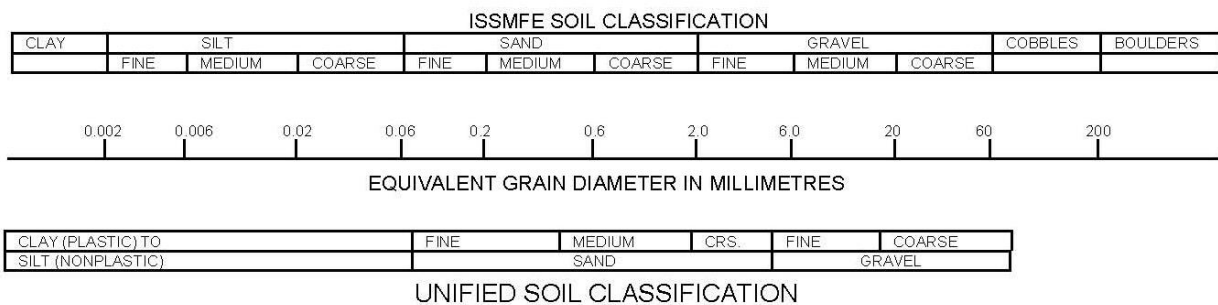 ISSMFE SOIL CLASSIFICATION
CLAY SILT SAND GRAVEL COBBLES BOULDERS
FINE MEDIUM COARSE FINE MEDIUM COARSE FINE MEDIUM COARSE
0.002 0.006 0.02 0.06 0.2 0.6 2.0 6.0 20 60 200
EQUIVALENT GRAIN DIAMETER IN MILLIMETRES
CLAY (PLASTIC) TO FINE MEDIUM CRS. FINE COARSE
SILT (NONPLASTIC) SAND GRAVEL
UNIFIED SOIL CLASSIFICATION